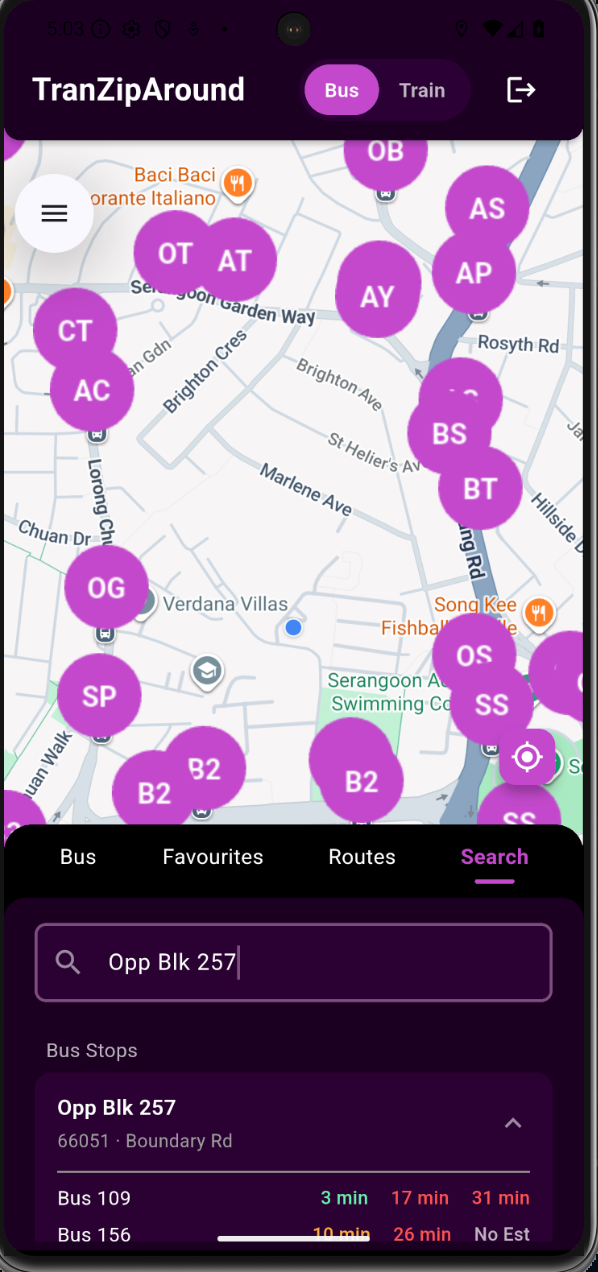 5.03
TranZipAround
Bus
Train
OB
Baci Baci
orante Italiano
AS
OT
AT
AP
AY
Serangoon Garden Way
CT
an Gdn
Rosyth Rd
Brighton Cres
Brighton Ave
AC
BS
St Helier's Av
BT
Marlene Ave
Lorong Chu
Hillside D
Chuan Dr
ng Rd
OG
Verdana Villas
Song Kee
Fishball
le
OS
Serangoon A
Swimming Co
SP
SS
uan Walk
B2
B2
B2
SS
Bus
Favourites
Routes
Search
Opp Blk 257
Bus Stops
Opp Blk 257
66051 · Boundary Rd
Bus 109
3 min
17 min
31 min
Bus 156
10 min
26 min
No Est